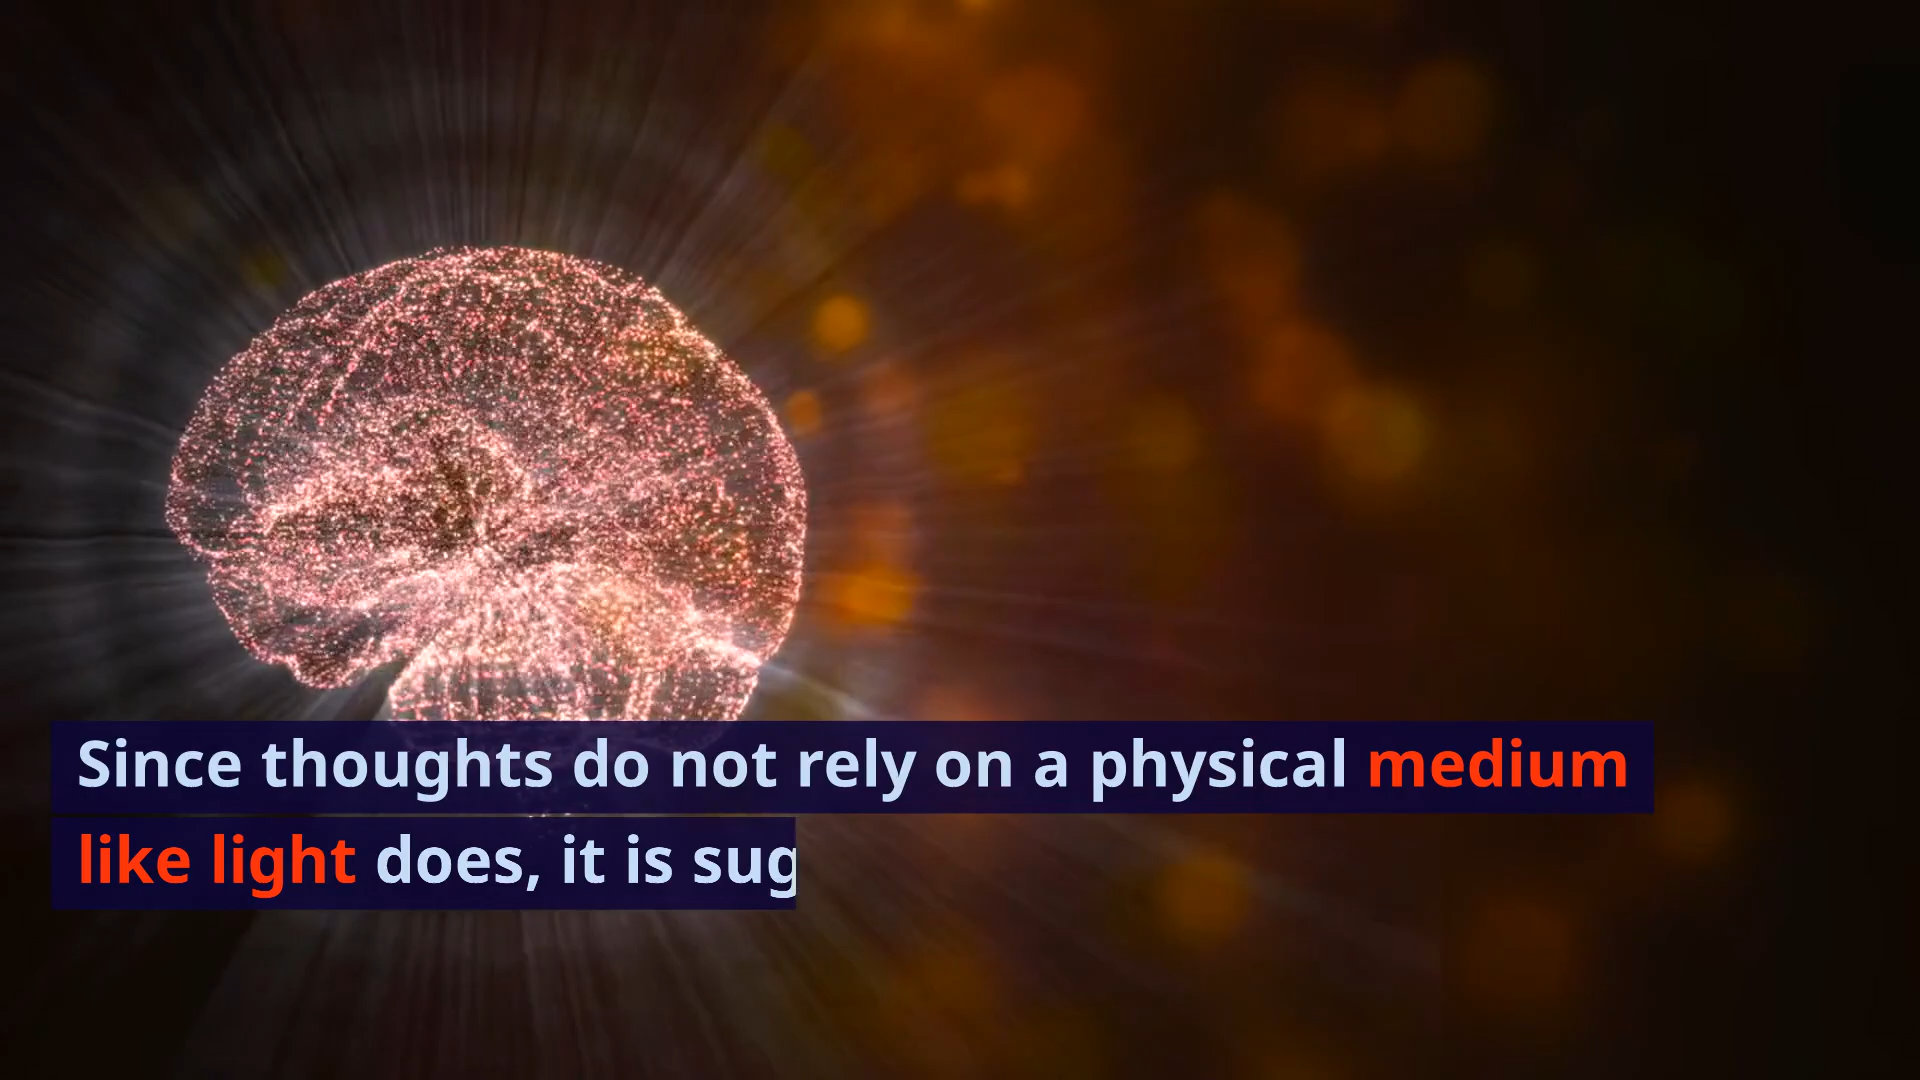 Since thoughts do not rely on a physical medium
like light does, it is sug